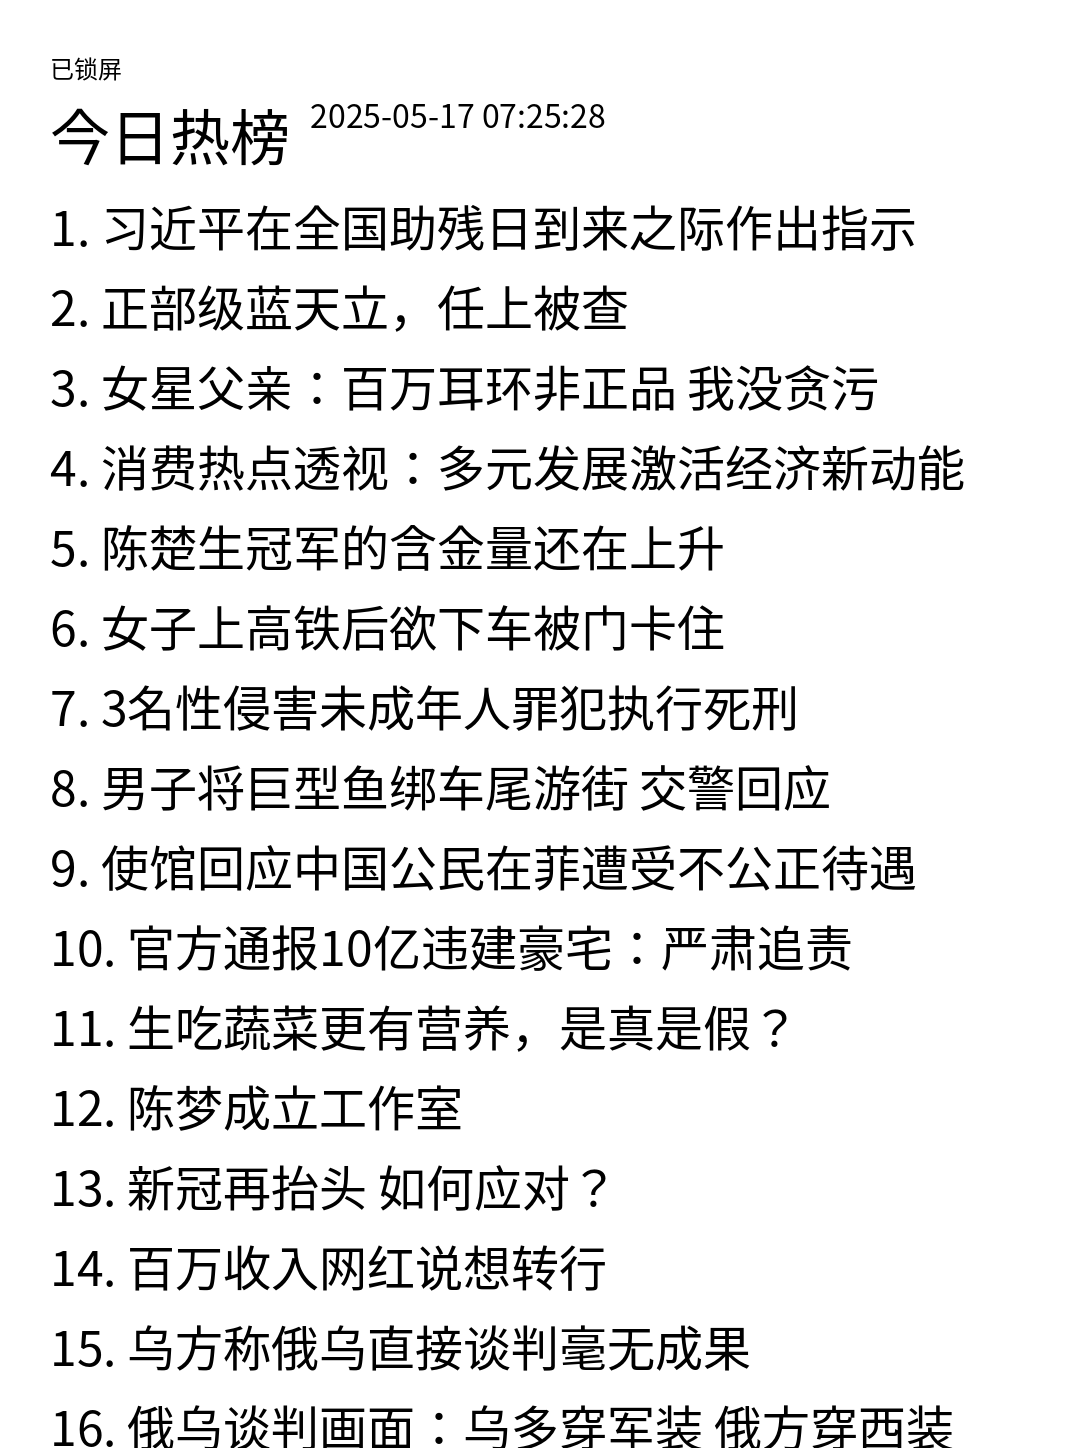 已锁屏
今日热榜 2025-05-17 07:25:28
1. 习近平在全国助残日到来之际作出指示
2. 正部级蓝天立，任上被查
3. 女星父亲：百万耳环非正品 我没贪污
4. 消费热点透视：多元发展激活经济新动能
5. 陈楚生冠军的含金量还在上升
6. 女子上高铁后欲下车被门卡住
7. 3名性侵害未成年人罪犯执行死刑
8. 男子将巨型鱼绑车尾游街 交警回应
9. 使馆回应中国公民在菲遭受不公正待遇
10. 官方通报10亿违建豪宅：严肃追责
11. 生吃蔬菜更有营养，是真是假？
12. 陈梦成立工作室
13. 新冠再抬头 如何应对？
14. 百万收入网红说想转行
15. 乌方称俄乌直接谈判毫无成果
16. 俄乌谈判画面：乌多穿军装 俄方穿西装